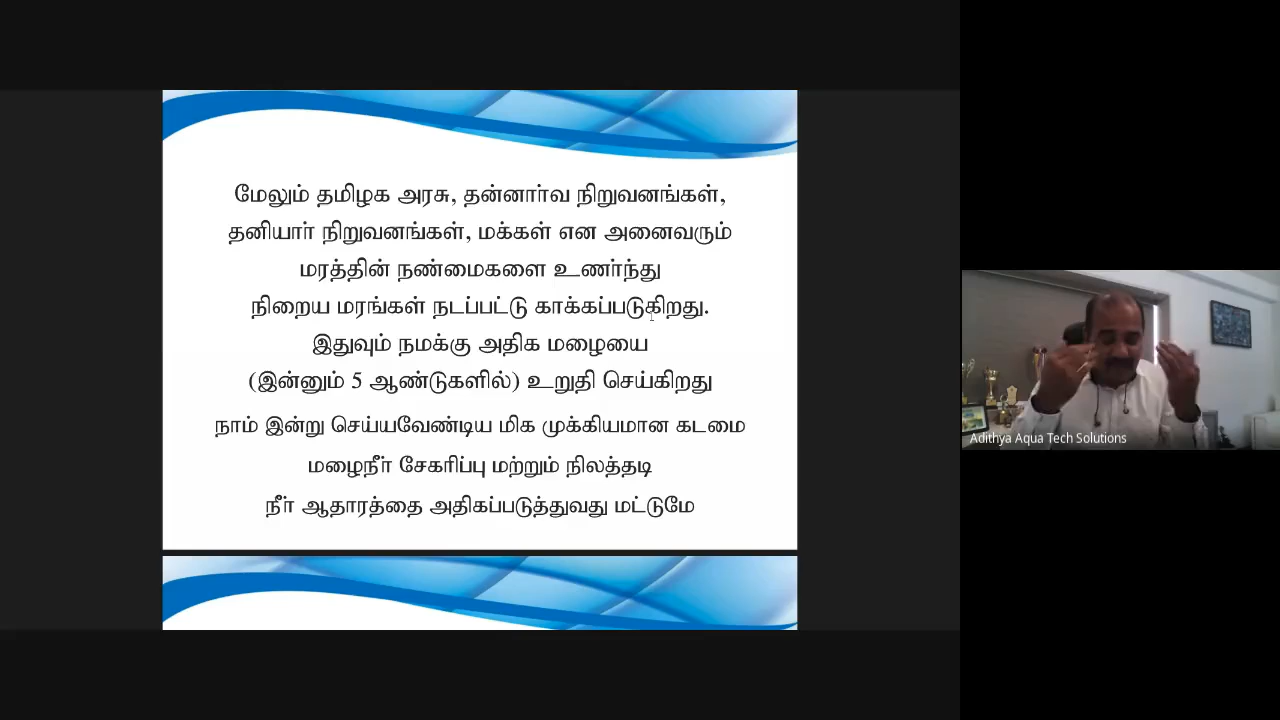 மேலும் தமிழக அரசு, தன்னார்வ நிறுவனங்கள்,
தனியார் நிறுவனங்கள், மக்கள் என அனைவரும்
மரத்தின் நண்மைகளை உணர்ந்து
நிறைய மரங்கள் நடப்பட்டு காக்கப்படுகிறது.
இதுவும் நமக்கு அதிக மழையை
(இன்னும் 5 ஆண்டுகளில்) உறுதி செய்கிறது
நாம் இன்று செய்யவேண்டிய மிக முக்கியமான கடமை
மழைநீர் சேகரிப்பு மற்றும் நிலத்தடி
நீர் ஆதாரத்தை அதிகப்படுத்துவது மட்டுமே
Adithya Aqua Tech Solutions